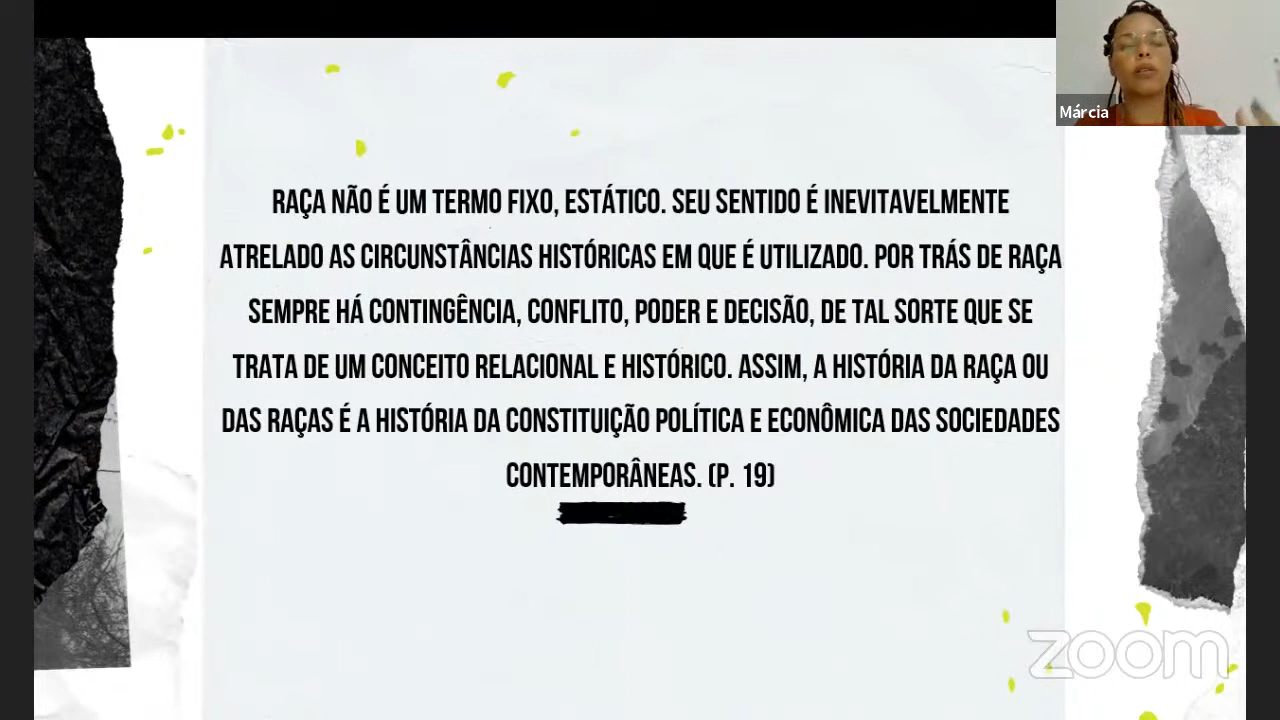 Márcia
RAÇA NÃO É UM TERMO FIXO, ESTÁTICO. SEU SENTIDO É INEVITAVELMENTE
ATRELADO AS CIRCUNSTÂNCIAS HISTÓRICAS EM QUE É UTILIZADO. POR TRÁS DE RAÇA
SEMPRE HÁ CONTINGÊNCIA, CONFLITO, PODER E DECISÃO, DE TAL SORTE QUE SE
TRATA DE UM CONCEITO RELACIONAL E HISTÓRICO. ASSIM, A HISTÓRIA DA RAÇA OU
DAS RAÇAS É A HISTÓRIA DA CONSTITUIÇÃO POLÍTICA E ECONÔMICA DAS SOCIEDADES
CONTEMPORÂNEAS. (P. 19)
zoom